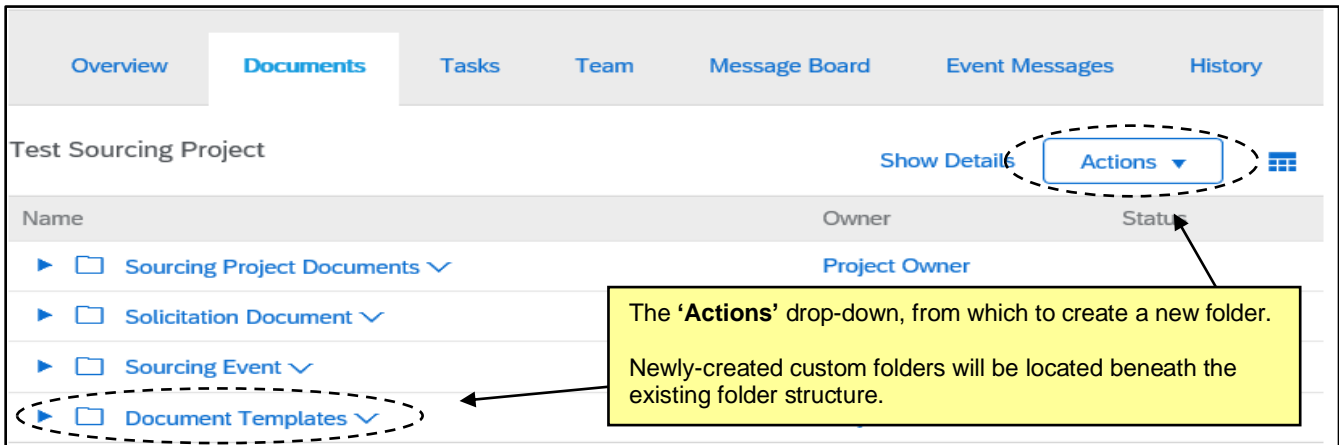 Overview Documents Tasks Team Message Board Event Messages History
Test Sourcing Project
Show Details Actions
Name Owner Status
Sourcing Project Documents Project Owner
Solicitation Document
Sourcing Event
Document Templates
The ‘Actions’ drop-down, from which to create a new folder.
Newly-created custom folders will be located beneath the
existing folder structure.